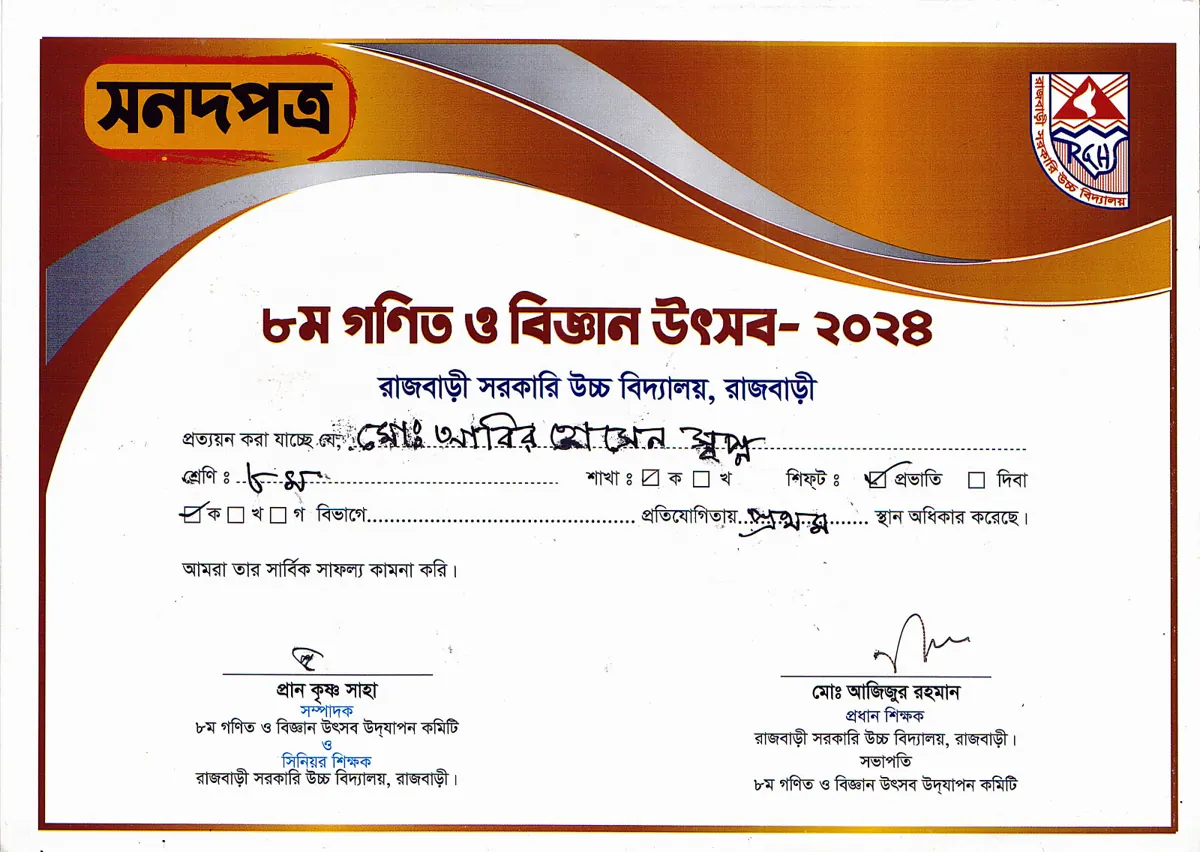 সনদপত্র
রাজবাড়ী সরকারি উচ্চ বিদ্যালয়
RGHS
৮ম গণিত ও বিজ্ঞান উৎসব- ২০২৪
রাজবাড়ী সরকারি উচ্চ বিদ্যালয়, রাজবাড়ী
প্রত্যয়ন করা যাচ্ছে যে, মোঃ আবির হোসেন স্বপ্ন
শ্রেণি : ৮ম শাখা : ☑ ক ☐ খ শিফ্ট : ☑ প্রভাতি ☐ দিবা
☑ ক ☐ খ ☐ গ বিভাগে.................... প্রতিযোগিতায় প্রথম স্থান অধিকার করেছে।
আমরা তার সার্বিক সাফল্য কামনা করি।
প্রান কৃষ্ণ সাহা
সম্পাদক
৮ম গণিত ও বিজ্ঞান উৎসব উদ্‌যাপন কমিটি
ও
সিনিয়র শিক্ষক
রাজবাড়ী সরকারি উচ্চ বিদ্যালয়, রাজবাড়ী।
মোঃ আজিজুর রহমান
প্রধান শিক্ষক
রাজবাড়ী সরকারি উচ্চ বিদ্যালয়, রাজবাড়ী।
সভাপতি
৮ম গণিত ও বিজ্ঞান উৎসব উদ্‌যাপন কমিটি